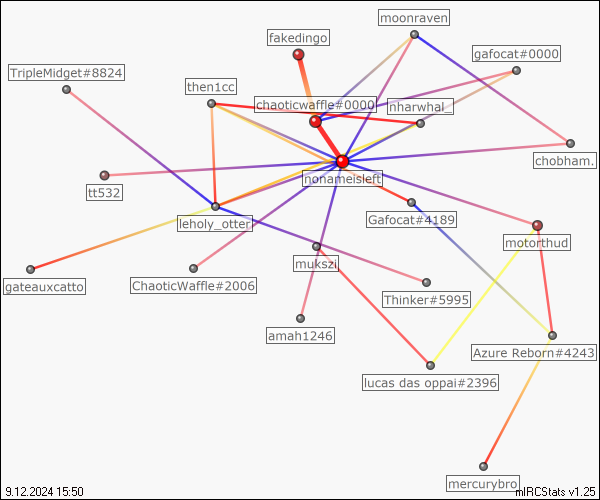 moonraven
fakedingo
gafocat#0000
TripleMidget#8824
then1cc
chaoticwaffle#0000
nharwhal_
chobham.
nonameisleft
tt532
Gafocat#4189
leholy_otter
motorthud
mukszi
gateauxcatto
ChaoticWaffle#2006
Thinker#5995
amah1246
Azure Reborn#4243
lucas das oppai#2396
mercurybro
9.12.2024 15:50
mIRCStats v1.25